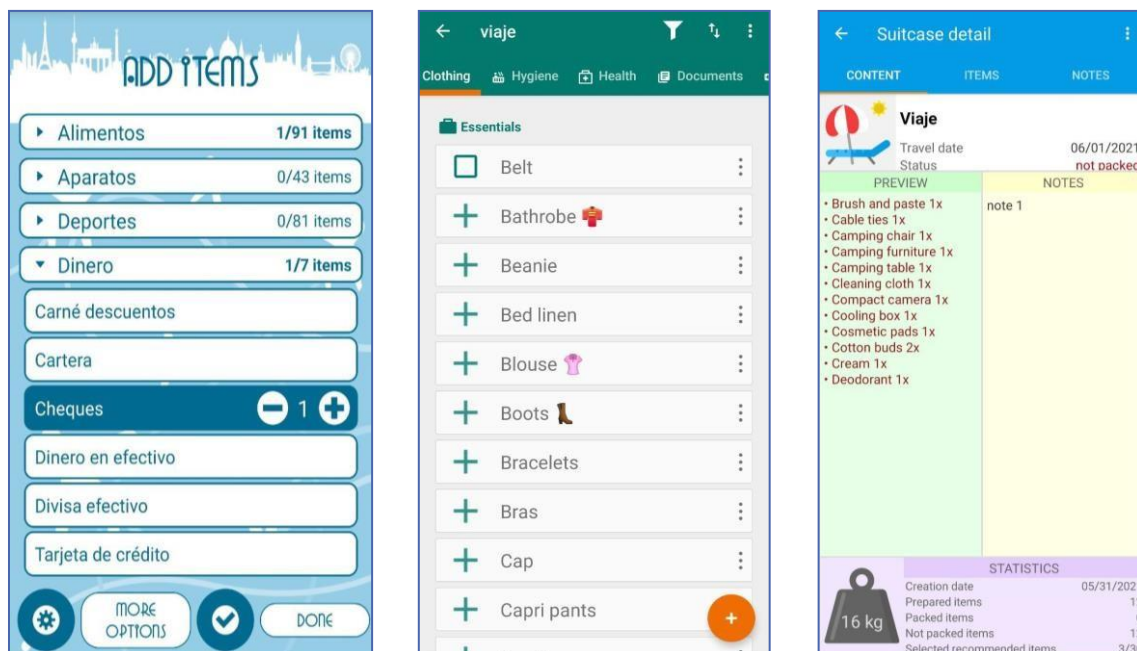 ADD ITEMS
Alimentos 1/91 items
Aparatos 0/43 items
Deportes 0/81 items
Dinero 1/7 items
Carné descuentos
Cartera
Cheques 1
Dinero en efectivo
Divisa efectivo
Tarjeta de crédito
MORE
OPTIONS
DONE
viaje
Clothing Hygiene Health Documents
Essentials
Belt
Bathrobe
Beanie
Bed linen
Blouse
Boots
Bracelets
Bras
Cap
Capri pants
Suitcase detail
CONTENT ITEMS NOTES
Viaje
Travel date 06/01/2021
Status not packed
PREVIEW NOTES
• Brush and paste 1x
• Cable ties 1x
• Camping chair 1x
• Camping furniture 1x
• Camping table 1x
• Cleaning cloth 1x
• Compact camera 1x
• Cooling box 1x
• Cosmetic pads 1x
• Cotton buds 2x
• Cream 1x
• Deodorant 1x
note 1
STATISTICS
16 kg
Creation date 05/31/202
Prepared items
Packed items
Not packed items
Selected recommended items